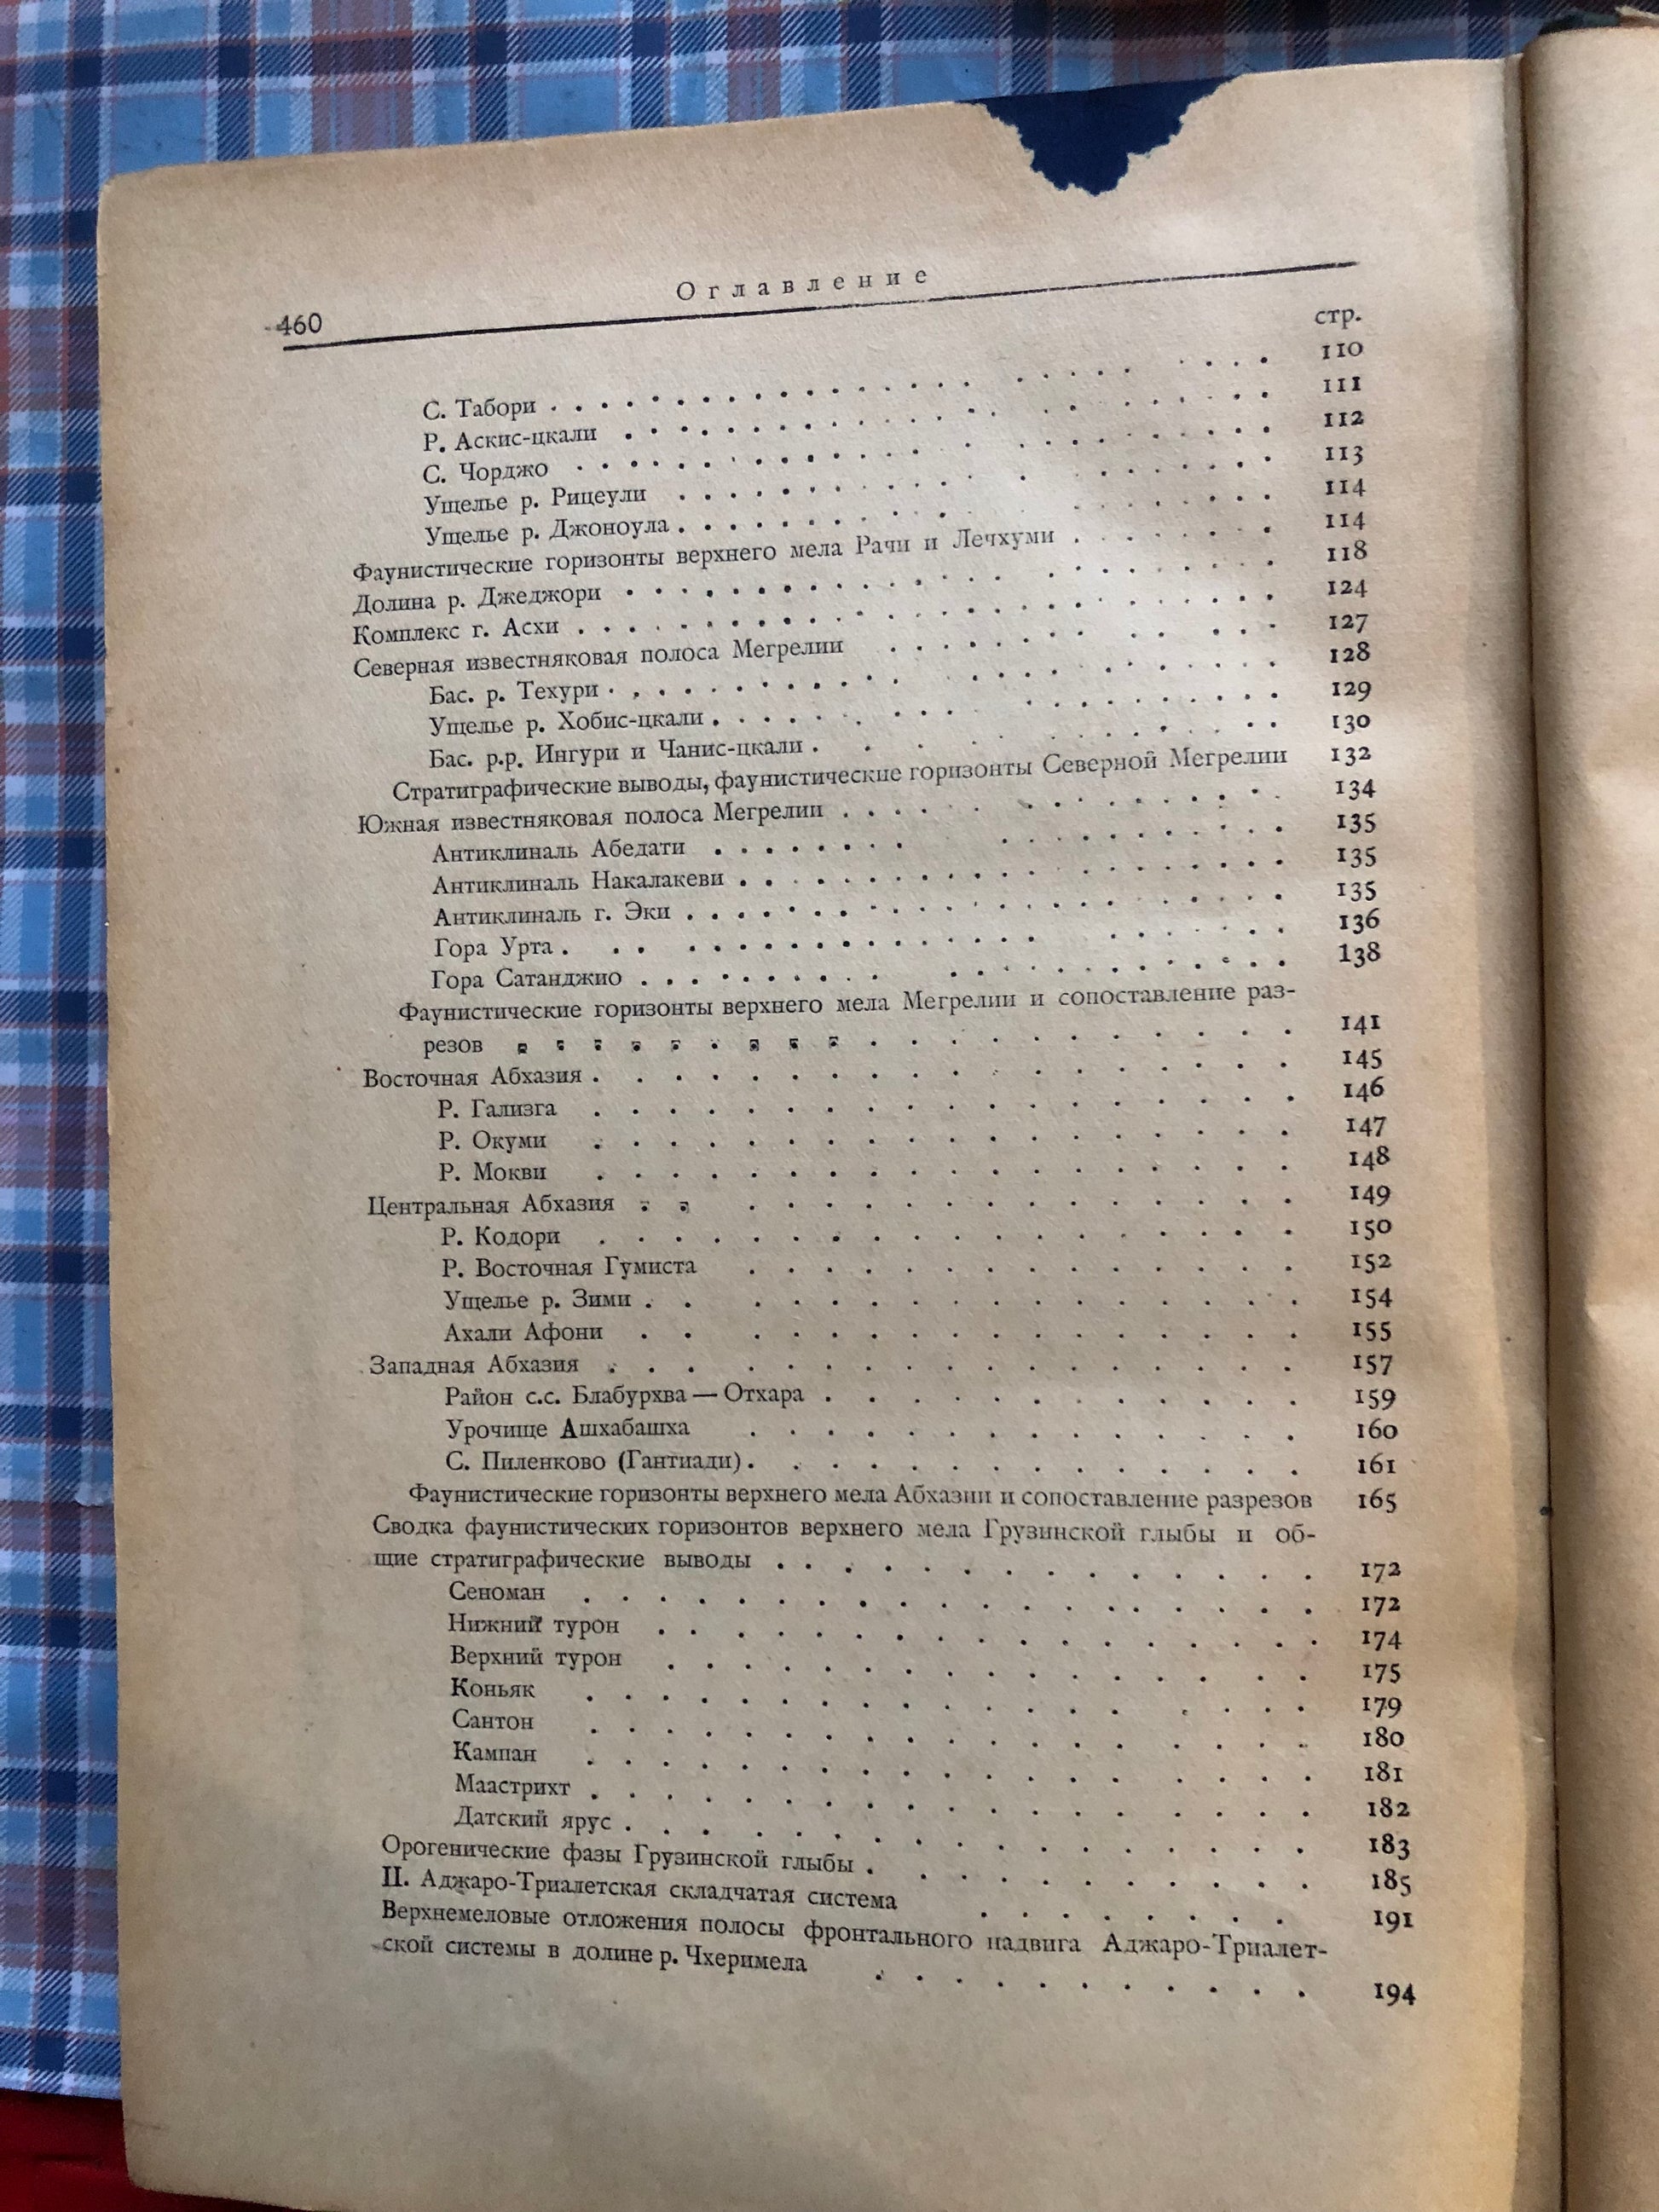 460
Оглавление
стр.
С. Табори . . . . . . . . . . 110
Р. Аскис-цкали . . . . . . . . . . 111
С. Чорджо . . . . . . . . . . 112
Ущелье р. Рицеули . . . . . . . . . . 113
Ущелье р. Джоноула . . . . . . . . . . 114
Фаунистические горизонты верхнего мела Рачи и Лечхуми . . . . . . 114
Долина р. Джеджори . . . . . . . . . . 118
Комплекс г. Асхи . . . . . . . . . . 124
Северная известняковая полоса Мегрелии . . . . . . . . 127
Бас. р. Техури . . . . . . . . . . 128
Ущелье р. Хобис-цкали . . . . . . . . . . 129
Бас. р.р. Ингури и Чанис-цкали . . . . . . . . 130
Стратиграфические выводы, фаунистические горизонты Северной Мегрелии 132
Южная известняковая полоса Мегрелии . . . . . . . . 134
Антиклиналь Абедати . . . . . . . . . . 135
Антиклиналь Накалакеви . . . . . . . . . . 135
Антиклиналь г. Эки . . . . . . . . . . 135
Гора Урта . . . . . . . . . . 136
Гора Сатанджио . . . . . . . . . . 138
Фаунистические горизонты верхнего мела Мегрелии и сопоставление раз-
резов . . . . . . . . . . 141
Восточная Абхазия . . . . . . . . . . 145
Р. Гализга . . . . . . . . . . 146
Р. Окуми . . . . . . . . . . 147
Р. Мокви . . . . . . . . . . 148
Центральная Абхазия . . . . . . . . . . 149
Р. Кодори . . . . . . . . . . 150
Р. Восточная Гумиста . . . . . . . . . . 152
Ущелье р. Зими . . . . . . . . . . 154
Ахали Афони . . . . . . . . . . 155
Западная Абхазия . . . . . . . . . . 157
Район с.с. Блабурхва — Отхара . . . . . . . . . . 159
Урочище Ашхабашха . . . . . . . . . . 160
С. Пиленково (Гантиади) . . . . . . . . . . 161
Фаунистические горизонты верхнего мела Абхазии и сопоставление разрезов 165
Сводка фаунистических горизонтов верхнего мела Грузинской глыбы и об-
щие стратиграфические выводы . . . . . . . . . . 172
Сеноман . . . . . . . . . . 172
Нижний турон . . . . . . . . . . 174
Верхний турон . . . . . . . . . . 175
Коньяк . . . . . . . . . . 179
Сантон . . . . . . . . . . 180
Кампан . . . . . . . . . . 181
Маастрихт . . . . . . . . . . 182
Датский ярус . . . . . . . . . . 183
Орогенические фазы Грузинской глыбы . . . . . . . . . . 185
II. Аджаро-Триалетская складчатая система . . . . . . . . 191
Верхнемеловые отложения полосы фронтального надвига Аджаро-Триалет-
ской системы в долине р. Чхеримела . . . . . . . . . . 194